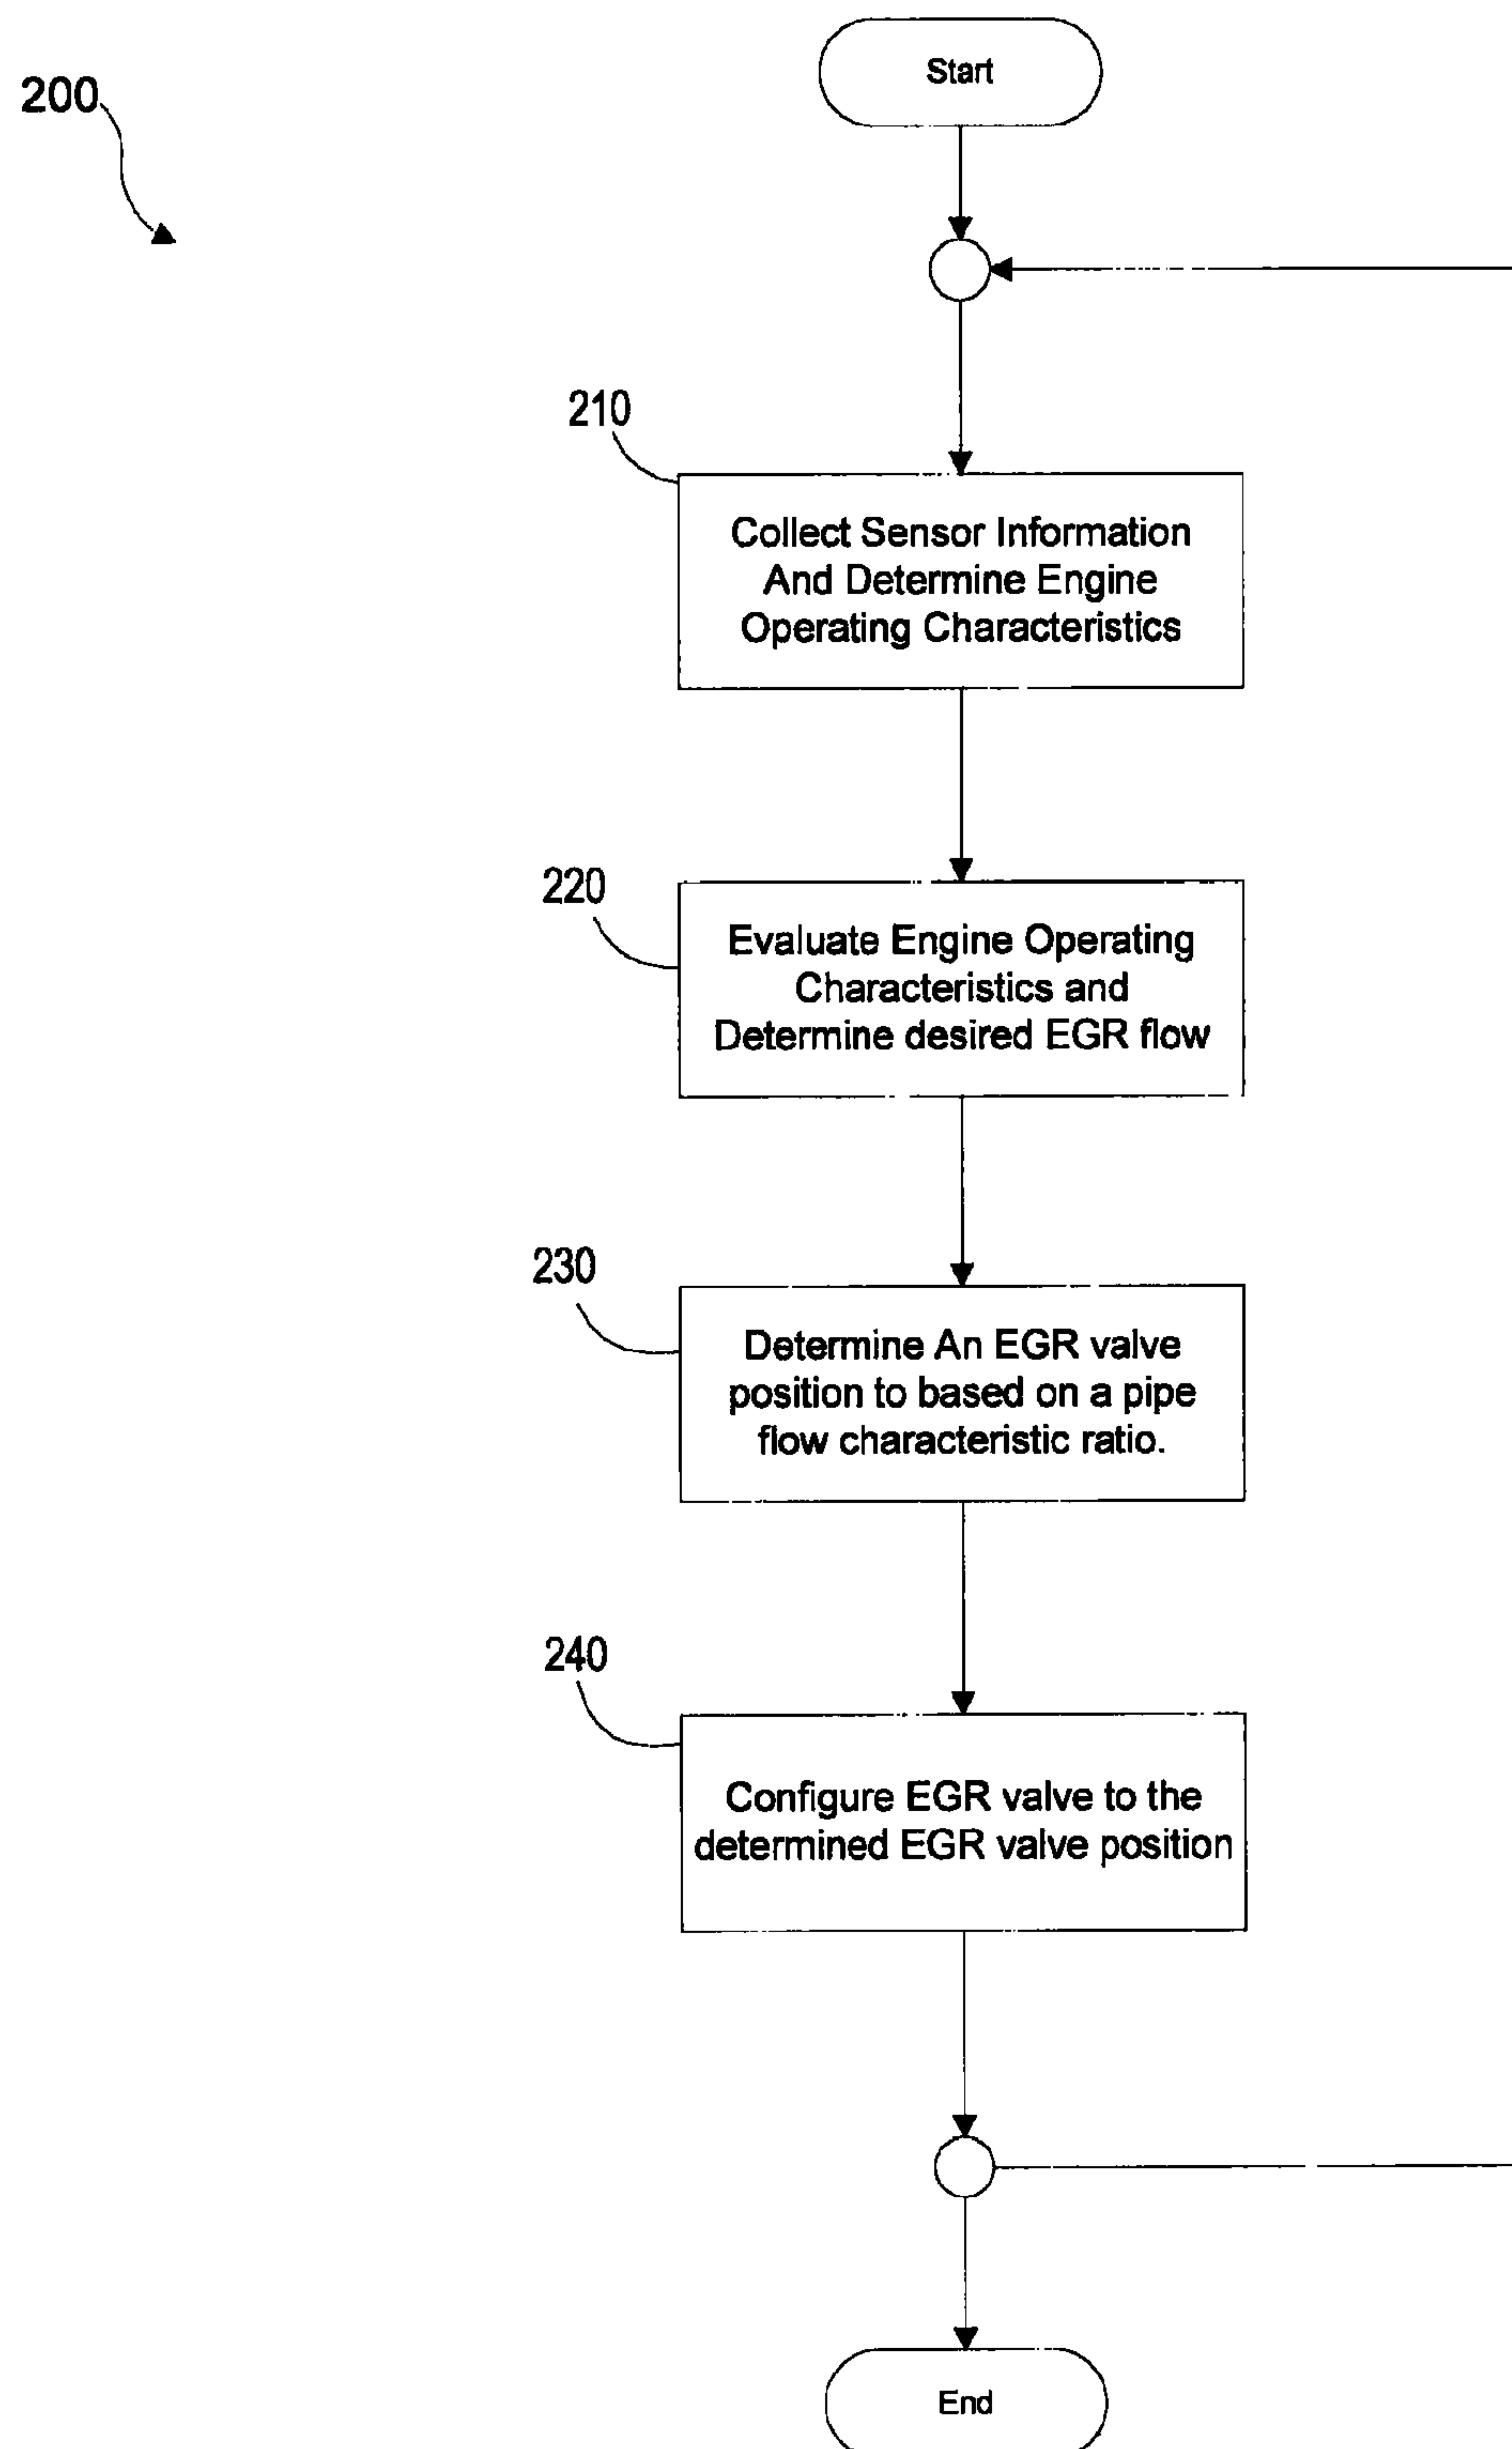 Start
200
210
Collect Sensor Information
And Determine Engine
Operating Characteristics
220
Evaluate Engine Operating
Characteristics and
Determine desired EGR flow
230
Determine An EGR valve
position to based on a pipe
flow characteristic ratio.
240
Configure EGR valve to the
determined EGR valve position
End